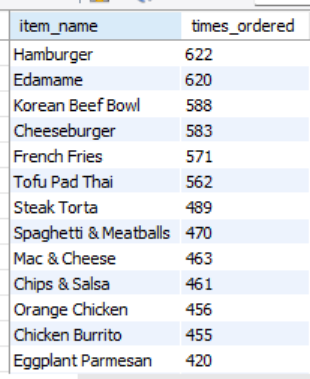 item_name times_ordered
Hamburger 622
Edamame 620
Korean Beef Bowl 588
Cheeseburger 583
French Fries 571
Tofu Pad Thai 562
Steak Torta 489
Spaghetti & Meatballs 470
Mac & Cheese 463
Chips & Salsa 461
Orange Chicken 456
Chicken Burrito 455
Eggplant Parmesan 420